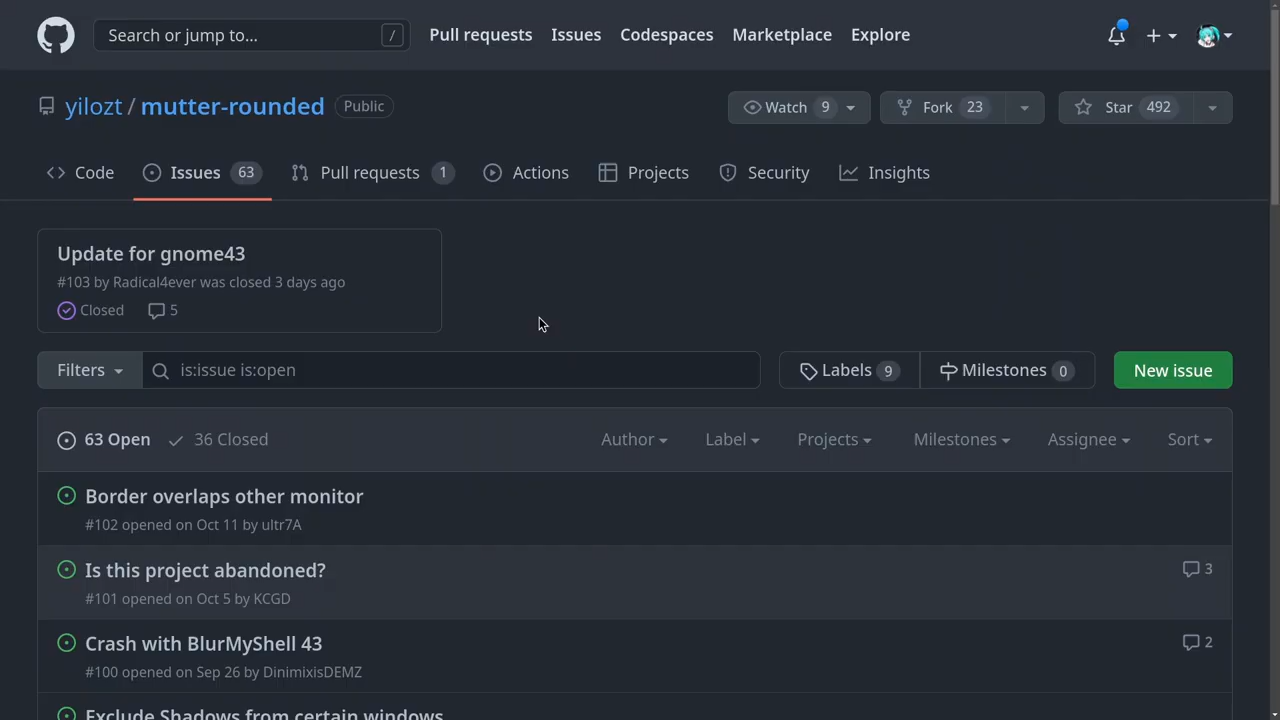 Search or jump to... /
Pull requests Issues Codespaces Marketplace Explore
yilozt / mutter-rounded Public
Watch 9 Fork 23 Star 492
Code Issues 63 Pull requests 1 Actions Projects Security Insights
Update for gnome43
#103 by Radical4ever was closed 3 days ago
Closed 5
Filters is:issue is:open Labels 9 Milestones 0 New issue
63 Open 36 Closed Author Label Projects Milestones Assignee Sort
Border overlaps other monitor
#102 opened on Oct 11 by ultr7A
Is this project abandoned? 3
#101 opened on Oct 5 by KCGD
Crash with BlurMyShell 43 2
#100 opened on Sep 26 by DinimixisDEMZ
Exclude Shadows from certain windows